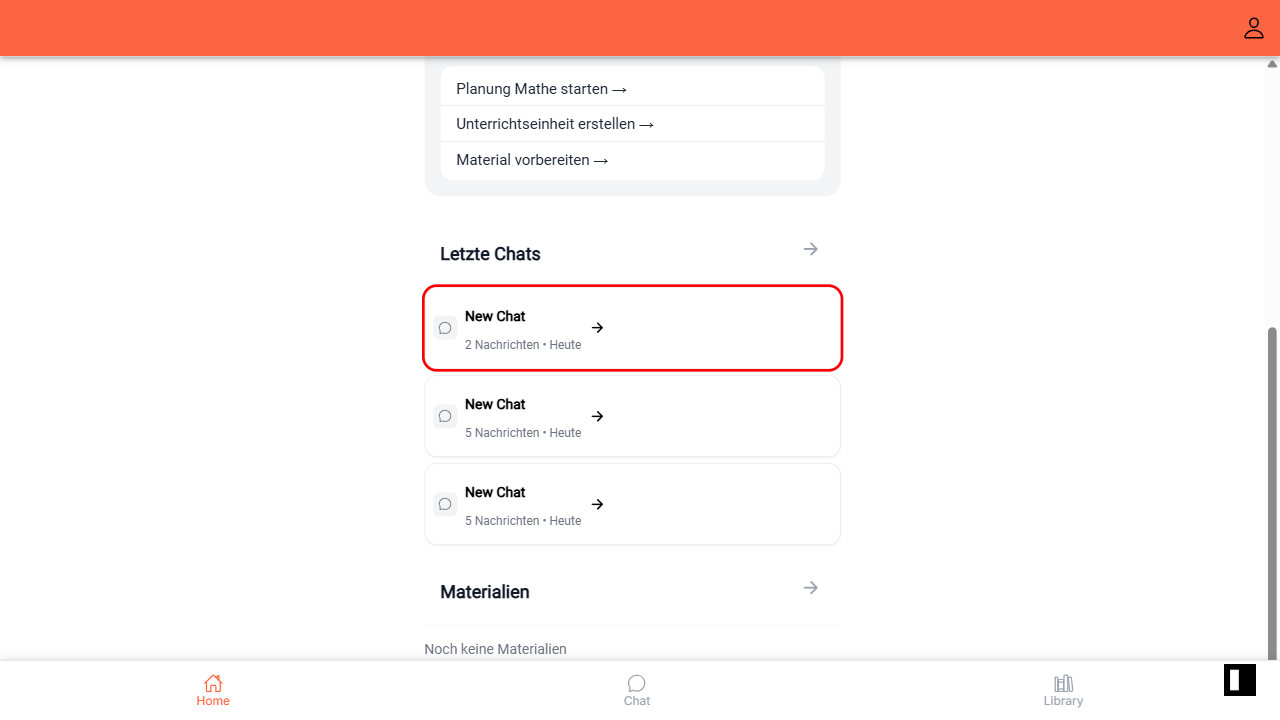 Planung Mathe starten →
Unterrichtseinheit erstellen →
Material vorbereiten →
Letzte Chats
New Chat
2 Nachrichten • Heute
New Chat
5 Nachrichten • Heute
New Chat
5 Nachrichten • Heute
Materialien
Noch keine Materialien
Home
Chat
Library